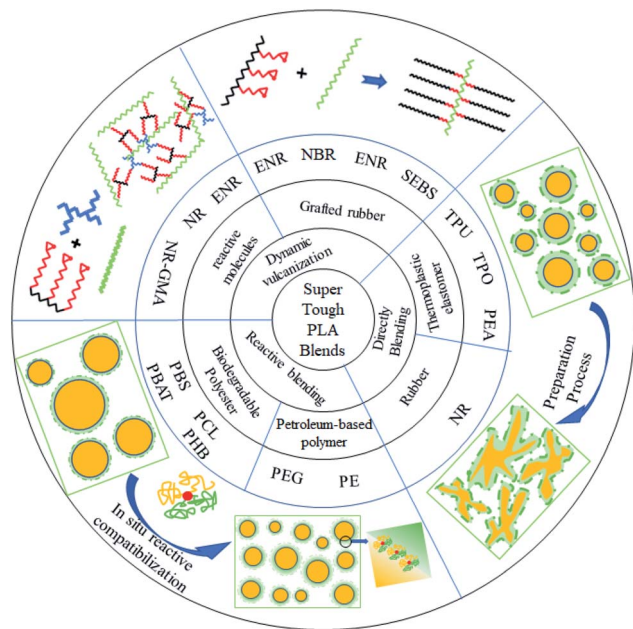 Super
Tough
PLA
Blends
Dynamic
vulcanization
Directly
Blending
Reactive blending
reactive
molecules
Grafted rubber
Thermoplastic
elastomer
Rubber
Petroleum-based
polymer
Biodegradable
Polyester
NR-GMA
NR
ENR
ENR
NBR
ENR
SEBS
TPU
TPO
PEA
NR
PE
PEG
PHB
PCL
PBS
PBAT
+
+
Preparation
Process
In situ reactive
compatibilization